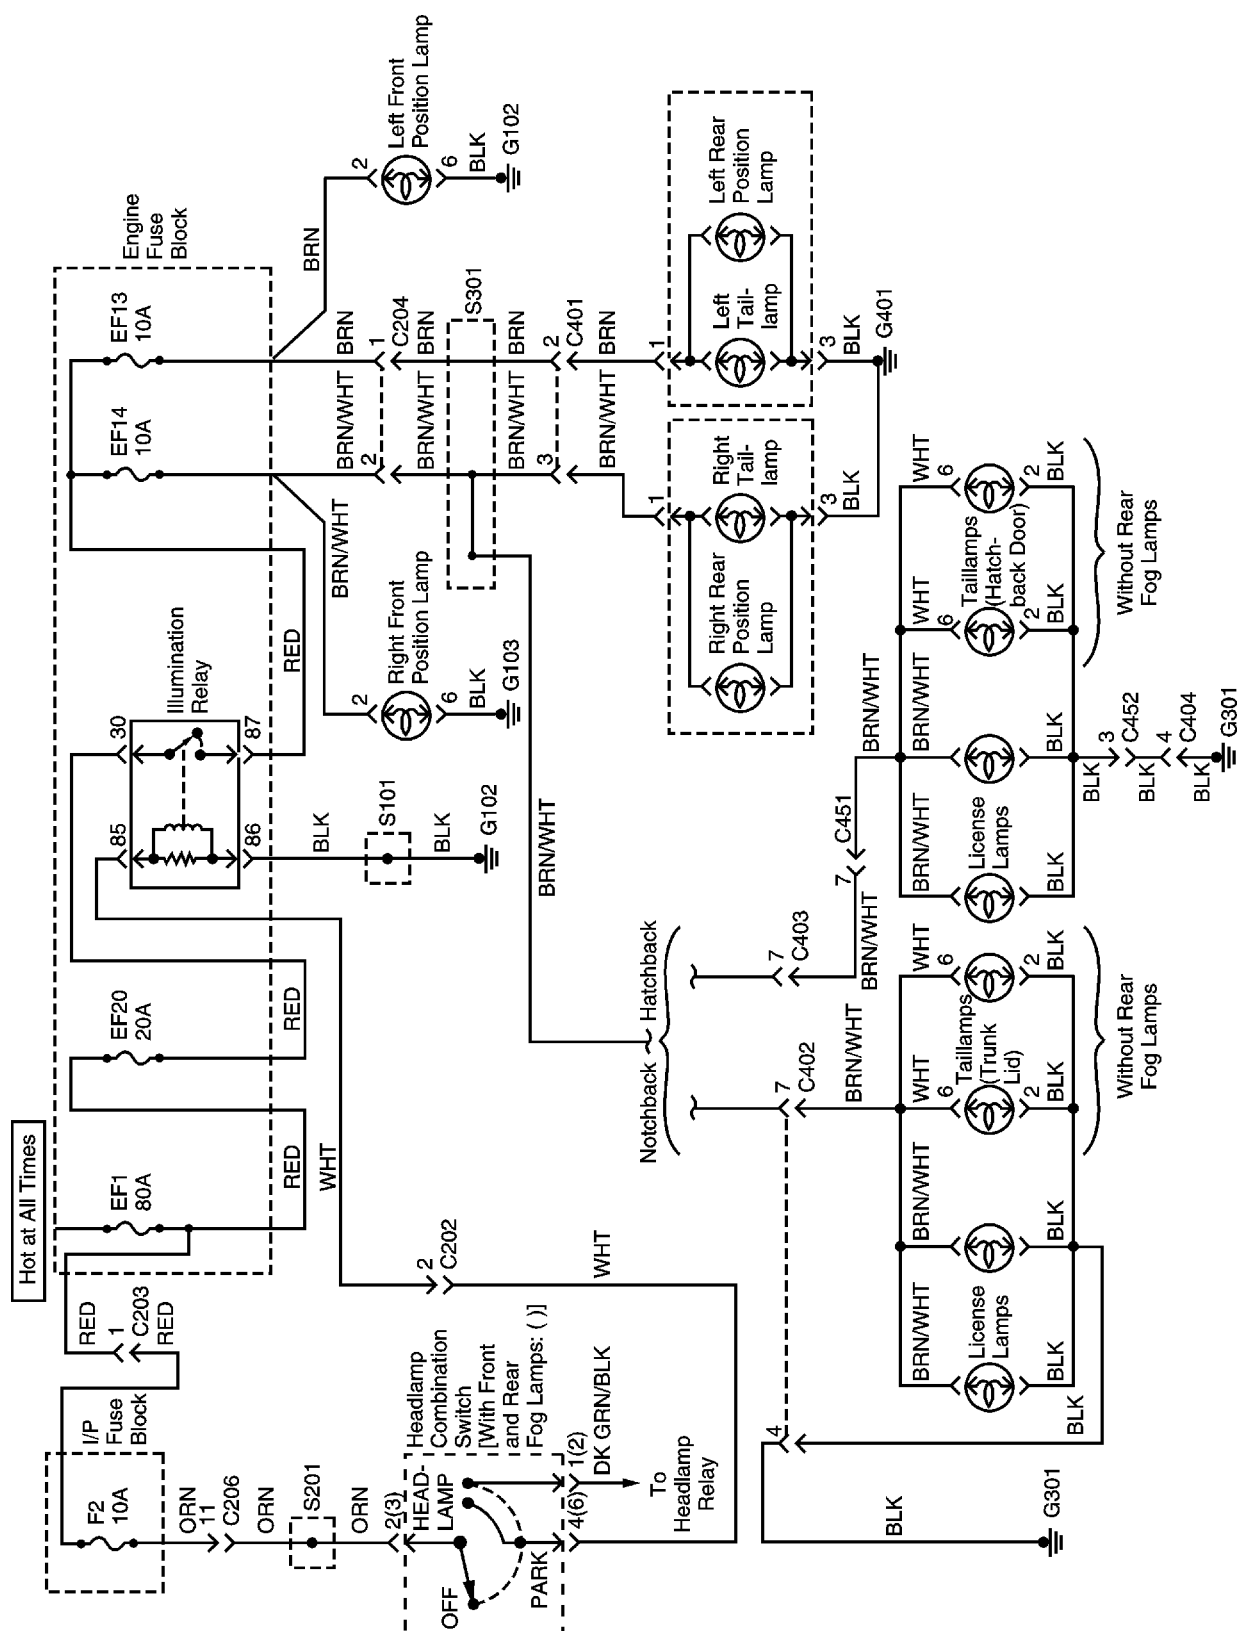 Hot at All Times
EF1
80A
EF20
20A
Illumination
Relay
EF14
10A
EF13
10A
Engine
Fuse
Block
RED
1
C203
RED
I/P
Fuse
Block
F2
10A
ORN
11
C206
ORN
S201
ORN
2(3)
HEAD-
LAMP
OFF
PARK
Headlamp
Combination
Switch
[With Front
and Rear
Fog Lamps: ( )]
4(6)
1(2)
DK GRN/BLK
To
Headlamp
Relay
RED
WHT
2
C202
WHT
RED
85
30
86
87
BLK
S101
BLK
G102
RED
BRN/WHT
2
Right Front
Position Lamp
6
BLK
G103
BRN
2
Left Front
Position Lamp
6
BLK
G102
BRN/WHT
BRN
2
1
C204
BRN/WHT
BRN
S301
BRN/WHT
BRN
3
2
C401
BRN/WHT
BRN
1
1
Right Rear
Position
Lamp
Right
Tail-
lamp
Left
Tail-
lamp
Left Rear
Position
Lamp
3
BLK
3
BLK
G401
BRN/WHT
Notchback
Hatchback
7
C402
BRN/WHT
7
C403
BRN/WHT
7
C451
BRN/WHT
BRN/WHT
BRN/WHT
WHT
WHT
6
6
License
Lamps
Taillamps
(Trunk
Lid)
2
2
BLK
BLK
BLK
BLK
BLK
4
BLK
G301
Without Rear
Fog Lamps
BRN/WHT
BRN/WHT
WHT
WHT
6
6
License
Lamps
Taillamps
(Hatch-
back Door)
2
2
BLK
BLK
BLK
BLK
Without Rear
Fog Lamps
BLK
3
C452
BLK
4
C404
BLK
G301